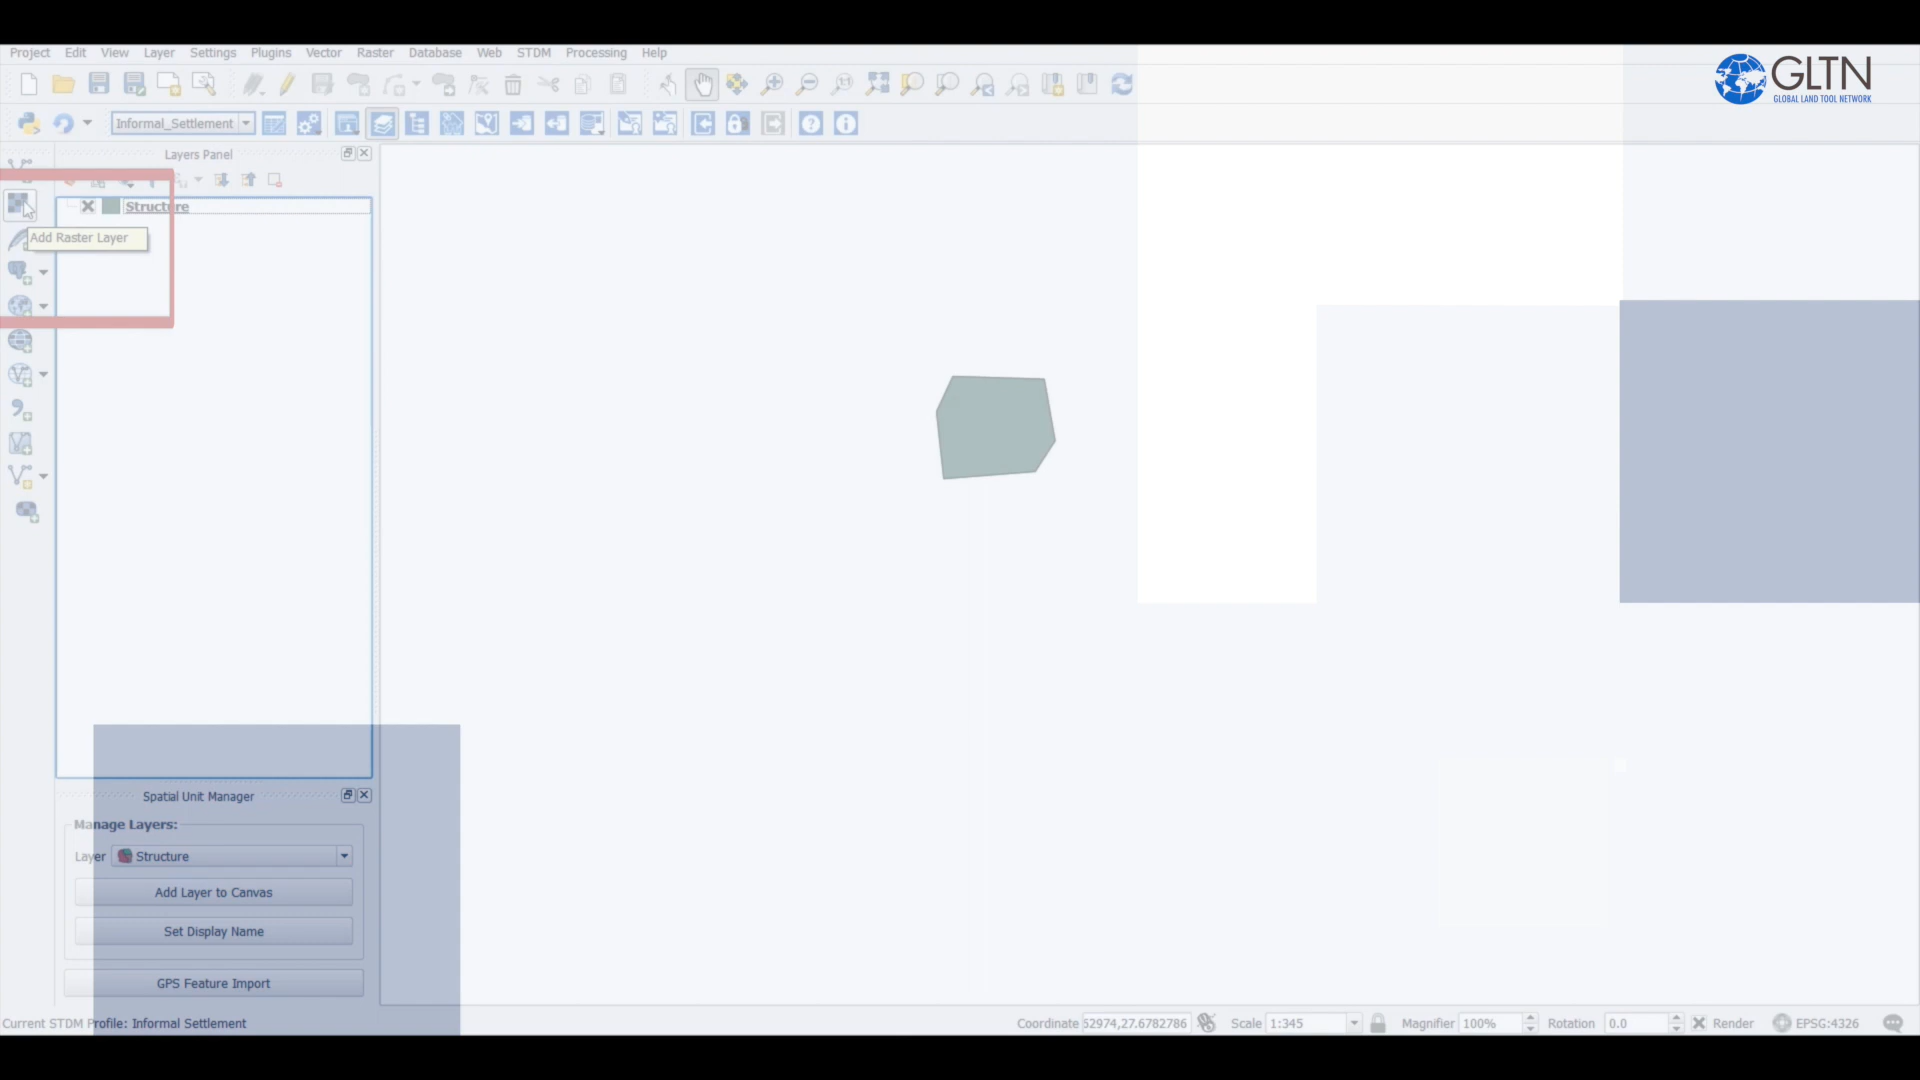 Project Edit View Layer Settings Plugins Vector Raster Database Web STDM Processing Help
GLTN
GLOBAL LAND TOOL NETWORK
Informal_Settlement
Layers Panel
Structure
Add Raster Layer
Spatial Unit Manager
Manage Layers:
Layer Structure
Add Layer to Canvas
Set Display Name
GPS Feature Import
Current STDM Profile: Informal Settlement
Coordinate 52974,27.6782786 Scale 1:345 Magnifier 100% Rotation 0.0 Render EPSG:4326